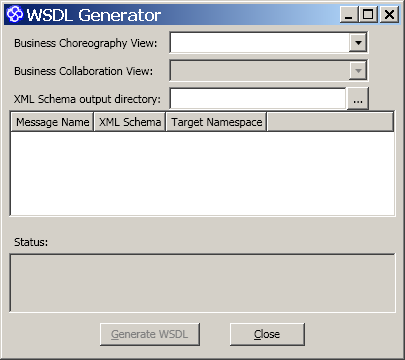 WSDL Generator
Business Choreography View:
Business Collaboration View:
XML Schema output directory:
...
Message Name XML Schema Target Namespace
Status:
Generate WSDL Close